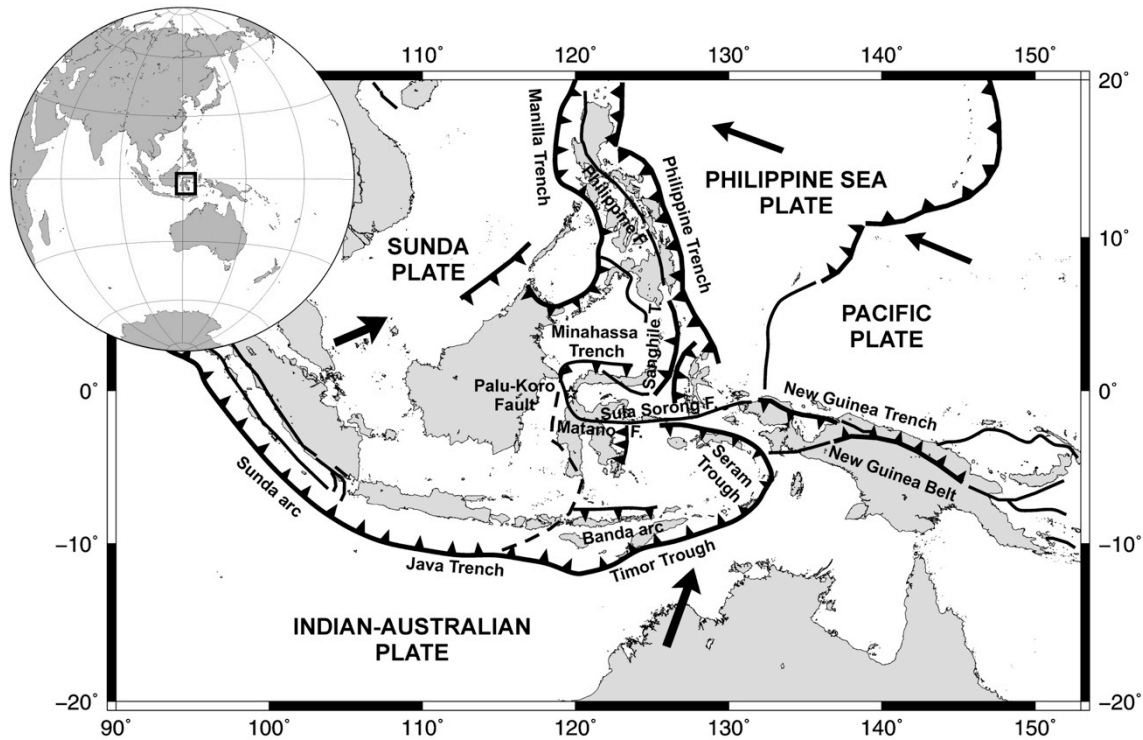 110° 120° 130° 140° 150°
20° 20°
Manilla Trench
Philippine F.
Philippine Trench
PHILIPPINE SEA
PLATE
SUNDA
PLATE
10° 10°
PACIFIC
PLATE
Minahassa
Trench
Sanghile T.
0° 0°
Palu-Koro
Fault
Sula Sorong F.
Matano F.
New Guinea Trench
New Guinea Belt
Seram
Trough
Sunda arc
Banda arc
Java Trench
Timor Trough
−10° −10°
INDIAN-AUSTRALIAN
PLATE
−20° −20°
90° 100° 110° 120° 130° 140° 150°